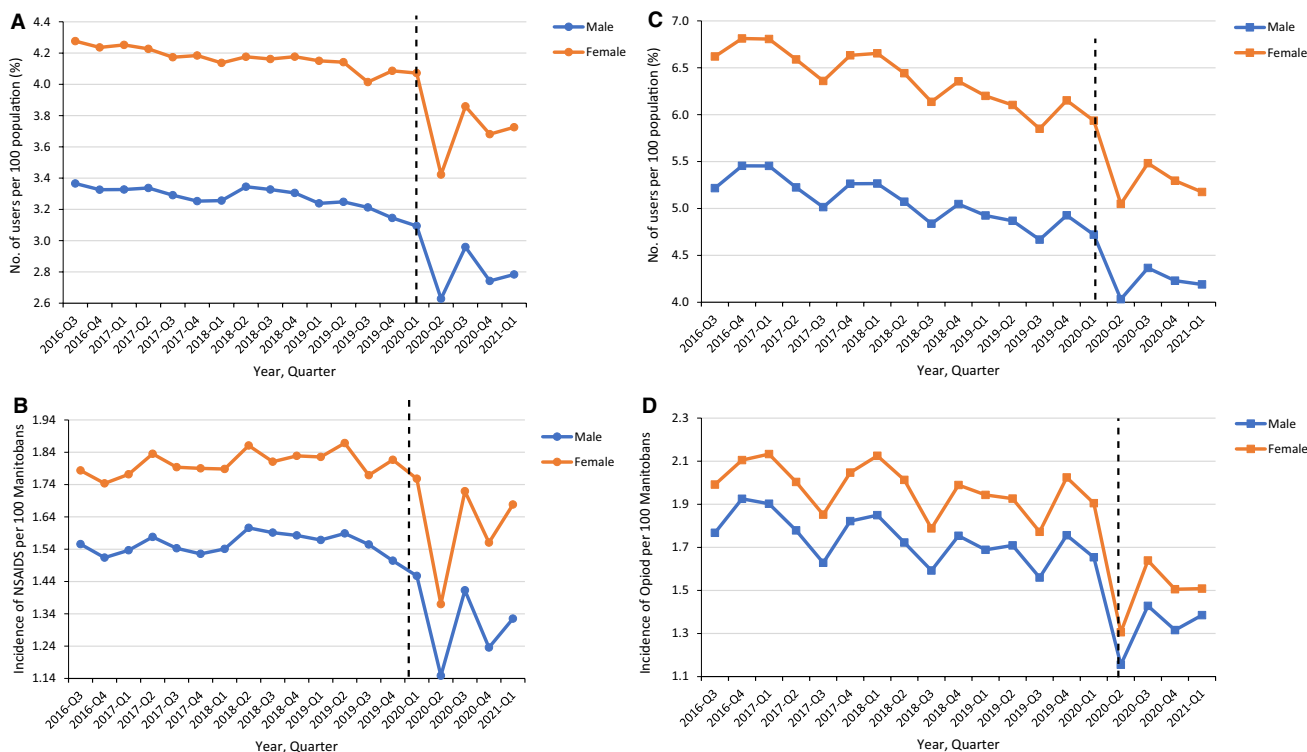 A
No. of users per 100 population (%)
4.4
4.2
4.0
3.8
3.6
3.4
3.2
3.0
2.8
2.6
2016-Q3
2016-Q4
2017-Q1
2017-Q2
2017-Q3
2017-Q4
2018-Q1
2018-Q2
2018-Q3
2018-Q4
2019-Q1
2019-Q2
2019-Q3
2019-Q4
2020-Q1
2020-Q2
2020-Q3
2020-Q4
2021-Q1
Year, Quarter
Male
Female
B
Incidence of NSAIDS per 100 Manitobans
1.94
1.84
1.74
1.64
1.54
1.44
1.34
1.24
1.14
2016-Q3
2016-Q4
2017-Q1
2017-Q2
2017-Q3
2017-Q4
2018-Q1
2018-Q2
2018-Q3
2018-Q4
2019-Q1
2019-Q2
2019-Q3
2019-Q4
2020-Q1
2020-Q2
2020-Q3
2020-Q4
2021-Q1
Year, Quarter
Male
Female
C
No. of users per 100 population (%)
7.0
6.5
6.0
5.5
5.0
4.5
4.0
2016-Q3
2016-Q4
2017-Q1
2017-Q2
2017-Q3
2017-Q4
2018-Q1
2018-Q2
2018-Q3
2018-Q4
2019-Q1
2019-Q2
2019-Q3
2019-Q4
2020-Q1
2020-Q2
2020-Q3
2020-Q4
2021-Q1
Year, Quarter
Male
Female
D
Incidence of Opiod per 100 Manitobans
2.3
2.1
1.9
1.7
1.5
1.3
1.1
2016-Q3
2016-Q4
2017-Q1
2017-Q2
2017-Q3
2017-Q4
2018-Q1
2018-Q2
2018-Q3
2018-Q4
2019-Q1
2019-Q2
2019-Q3
2019-Q4
2020-Q1
2020-Q2
2020-Q3
2020-Q4
2021-Q1
Year, Quarter
Male
Female